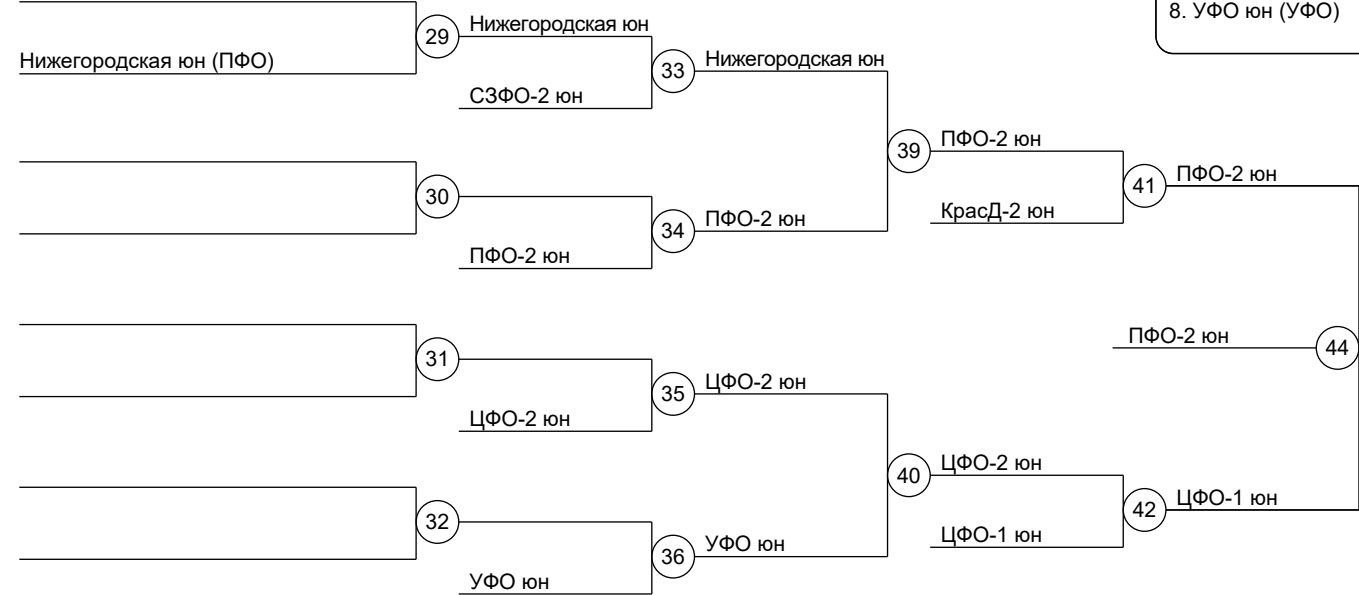 8. УФО юн (УФО)
29
Нижегородская юн
Нижегородская юн (ПФО)
33
Нижегородская юн
СЗФО-2 юн
39
ПФО-2 юн
30
41
ПФО-2 юн
34
ПФО-2 юн
КрасД-2 юн
ПФО-2 юн
ПФО-2 юн
44
31
35
ЦФО-2 юн
ЦФО-2 юн
40
ЦФО-2 юн
32
42
ЦФО-1 юн
36
УФО юн
ЦФО-1 юн
УФО юн